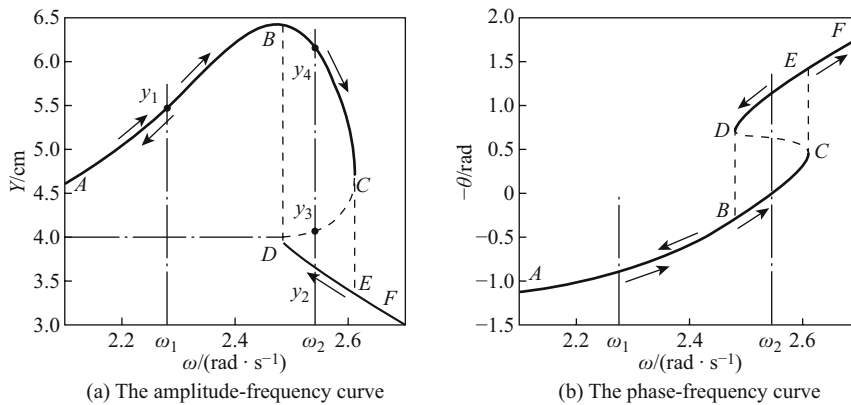 6.5
6.0
5.5
5.0
4.5
4.0
3.5
3.0
Y/cm
2.2
ω₁
2.4
ω₂
2.6
ω/(rad · s⁻¹)
A
y₁
B
y₄
C
y₃
D
E
y₂
F
(a) The amplitude-frequency curve
2.0
1.5
1.0
0.5
0
−0.5
−1.0
−1.5
−θ/rad
2.2
ω₁
2.4
ω₂
2.6
ω/(rad · s⁻¹)
F
E
D
C
B
A
(b) The phase-frequency curve